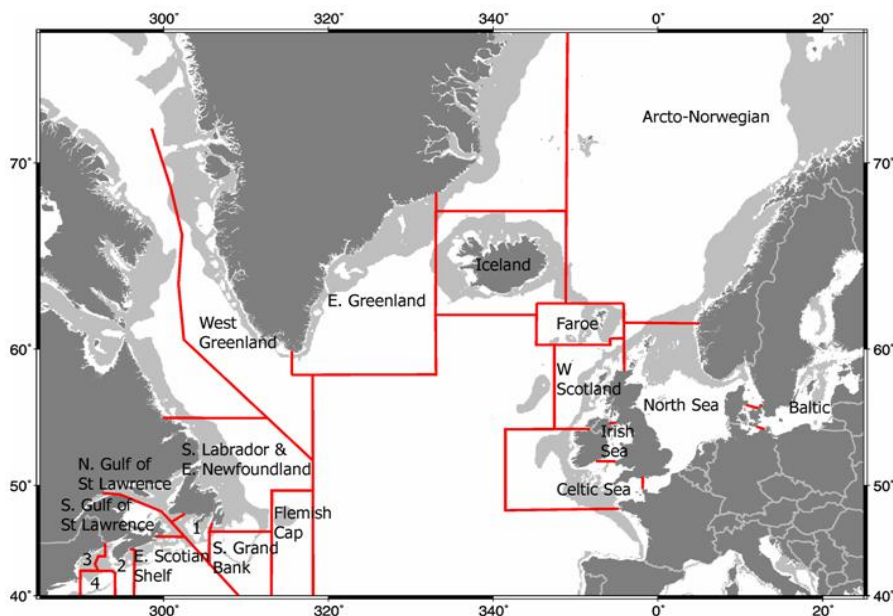 300˚ 320˚ 340˚ 0˚ 20˚
Arcto-Norwegian
70˚ 70˚
Iceland
E. Greenland
West
Greenland
Faroe
60˚ 60˚
W
Scotland
North Sea
Baltic
Irish
Sea
S. Labrador &
E. Newfoundland
N. Gulf of
St Lawrence
Celtic Sea
50˚ 50˚
S. Gulf of
St Lawrence
Flemish
Cap
1
S. Grand
Bank
E. Scotian
Shelf
3
2
4
40˚ 40˚
300˚ 320˚ 340˚ 0˚ 20˚